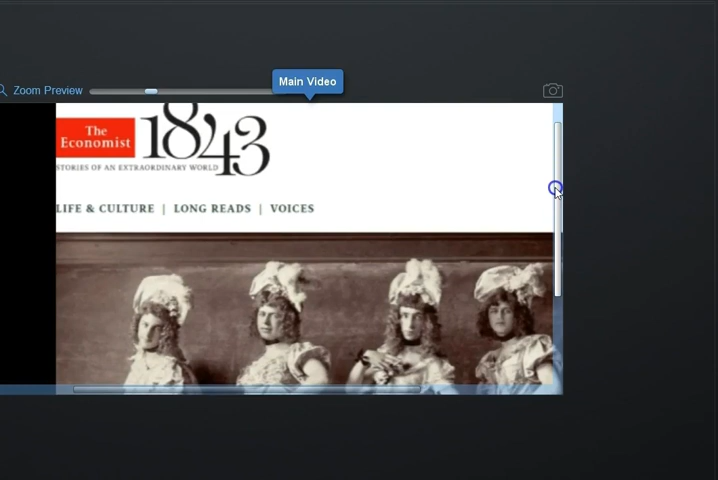 Main Video
Zoom Preview
The
Economist
1843
STORIES OF AN EXTRAORDINARY WORLD
LIFE & CULTURE | LONG READS | VOICES